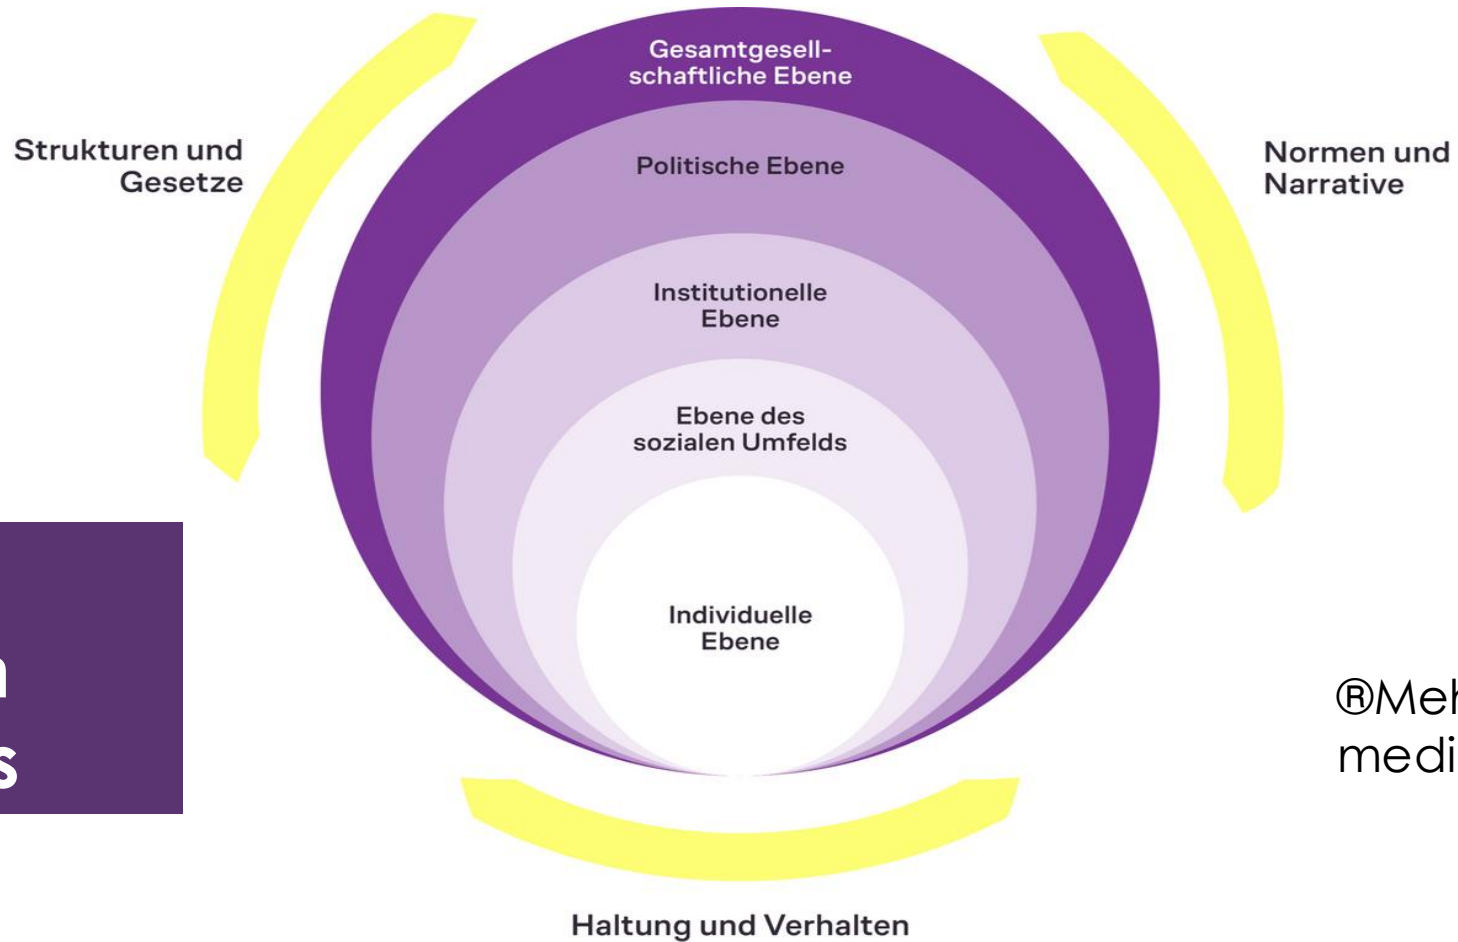 Gesamtgesell-
schaftliche Ebene
Strukturen und
Gesetze
Politische Ebene
Normen und
Narrative
Institutionelle
Ebene
Ebene des
sozialen Umfelds
Individuelle
Ebene
Haltung und Verhalten